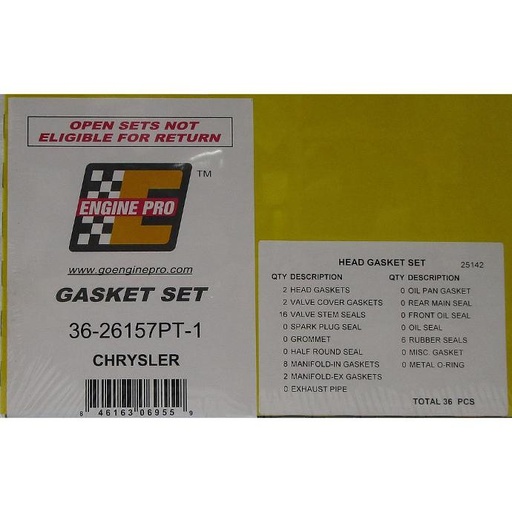 OPEN SETS NOT
ELIGIBLE FOR RETURN
ENGINE PRO
TM
www.goenginepro.com
GASKET SET
36-26157PT-1
CHRYSLER
8 46163 06955 9
HEAD GASKET SET 25142
QTY DESCRIPTION QTY DESCRIPTION
2 HEAD GASKETS 0 OIL PAN GASKET
2 VALVE COVER GASKETS 0 REAR MAIN SEAL
16 VALVE STEM SEALS 0 FRONT OIL SEAL
0 SPARK PLUG SEAL 0 OIL SEAL
0 GROMMET 6 RUBBER SEALS
0 HALF ROUND SEAL 0 MISC. GASKET
8 MANIFOLD-IN GASKETS 0 METAL O-RING
2 MANIFOLD-EX GASKETS
0 EXHAUST PIPE
TOTAL 36 PCS